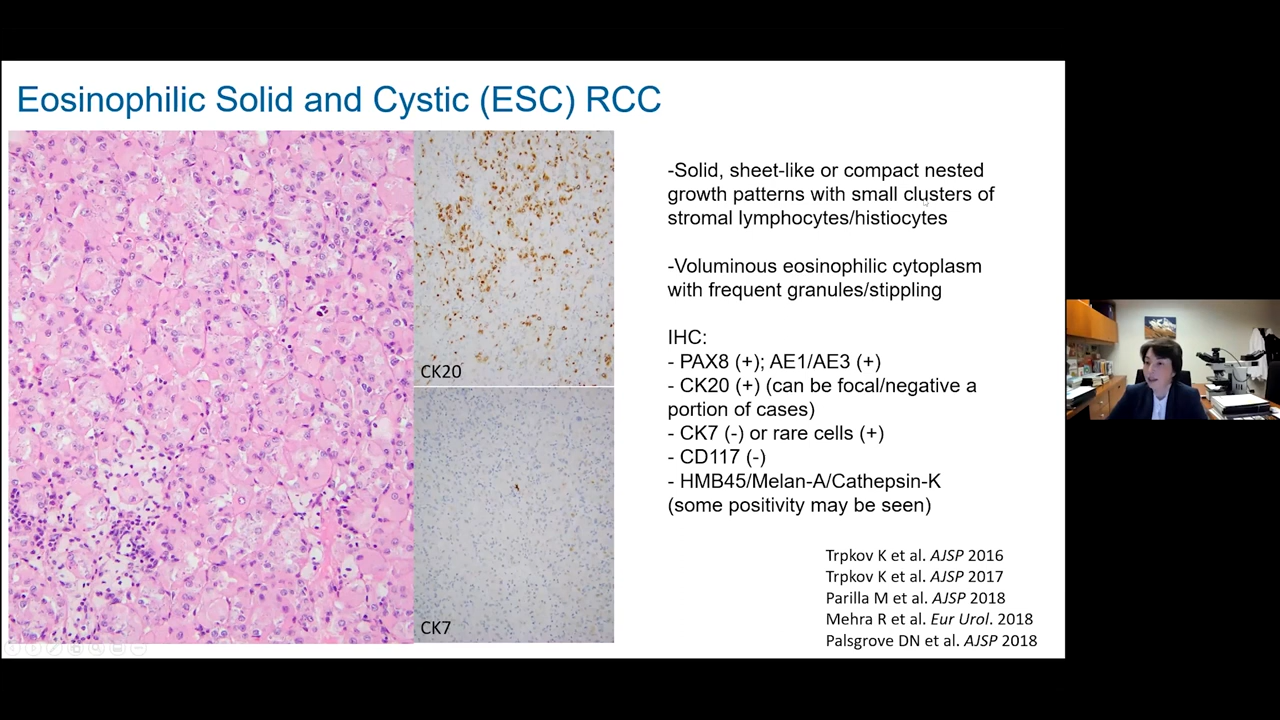 Eosinophilic Solid and Cystic (ESC) RCC
CK20
CK7
-Solid, sheet-like or compact nested
growth patterns with small clusters of
stromal lymphocytes/histiocytes
-Voluminous eosinophilic cytoplasm
with frequent granules/stippling
IHC:
- PAX8 (+); AE1/AE3 (+)
- CK20 (+) (can be focal/negative a
portion of cases)
- CK7 (-) or rare cells (+)
- CD117 (-)
- HMB45/Melan-A/Cathepsin-K
(some positivity may be seen)
Trpkov K et al. AJSP 2016
Trpkov K et al. AJSP 2017
Parilla M et al. AJSP 2018
Mehra R et al. Eur Urol. 2018
Palsgrove DN et al. AJSP 2018